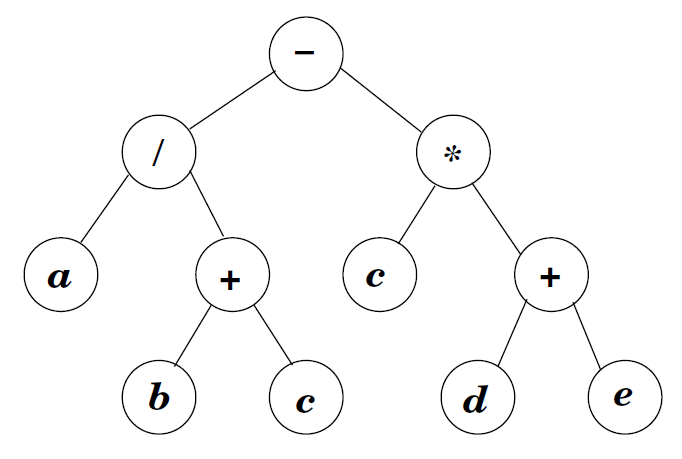 −
/ *
a + c +
b c d e